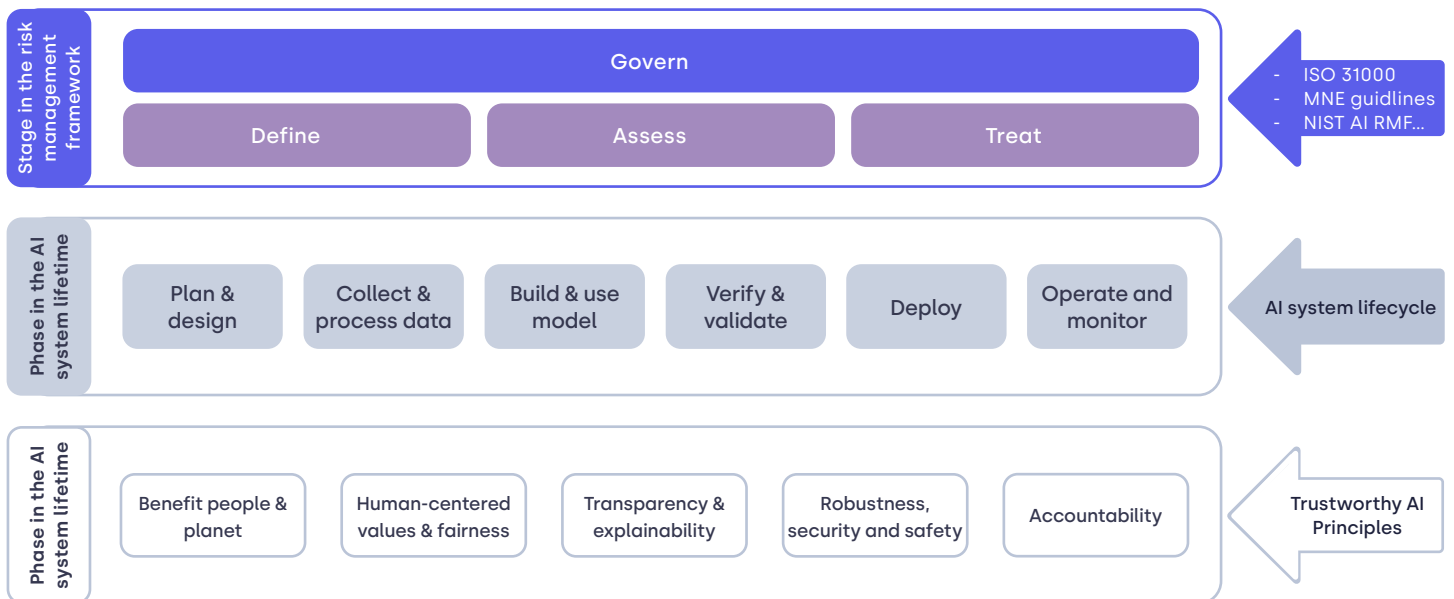 Stage in the risk
management
framework
Govern
Define
Assess
Treat
- ISO 31000
- MNE guidlines
- NIST AI RMF...
Phase in the AI
system lifetime
Plan &
design
Collect &
process data
Build & use
model
Verify &
validate
Deploy
Operate and
monitor
AI system lifecycle
Phase in the AI
system lifetime
Benefit people &
planet
Human-centered
values & fairness
Transparency &
explainability
Robustness,
security and safety
Accountability
Trustworthy AI
Principles